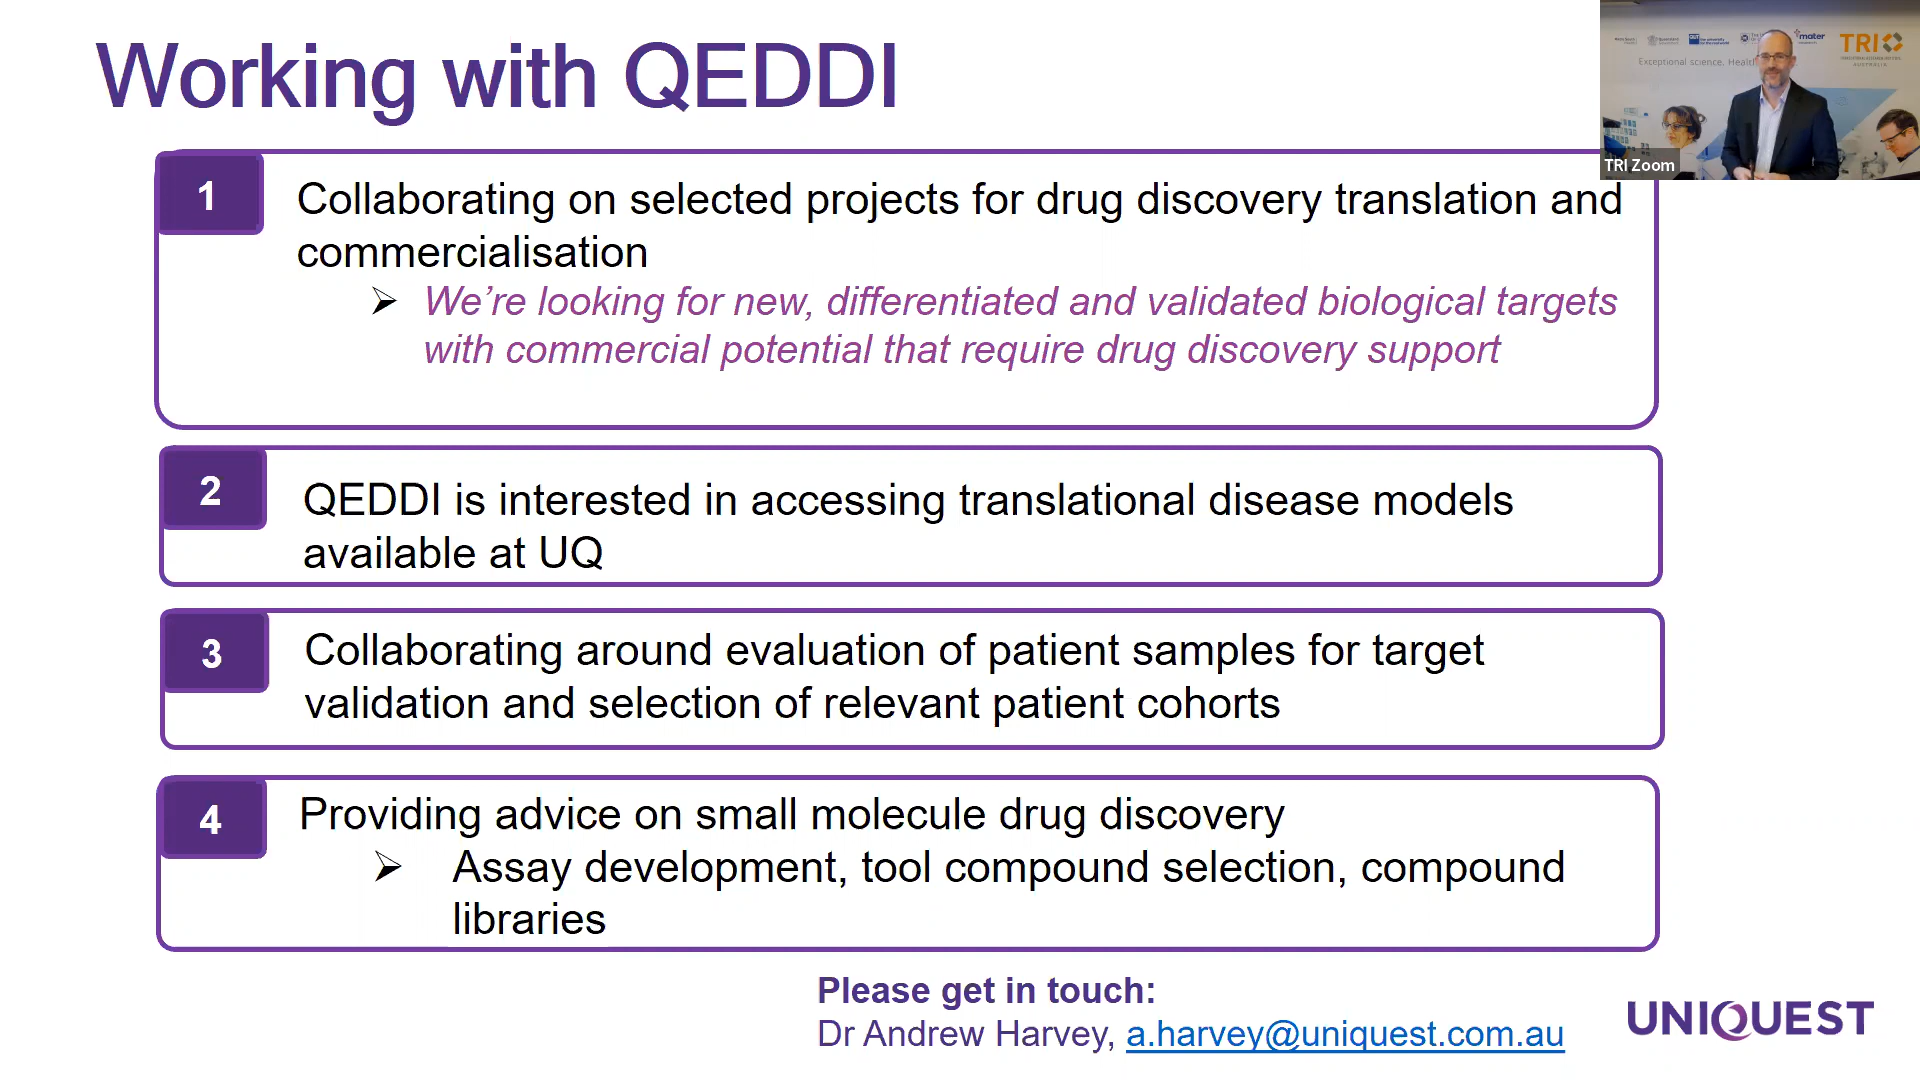 Working with QEDDI
mater
TRI
Exceptional science, Health
AUSTRALIA
TRI Zoom
1
Collaborating on selected projects for drug discovery translation and
commercialisation
➢ We’re looking for new, differentiated and validated biological targets
with commercial potential that require drug discovery support
2
QEDDI is interested in accessing translational disease models
available at UQ
3
Collaborating around evaluation of patient samples for target
validation and selection of relevant patient cohorts
4
Providing advice on small molecule drug discovery
➢ Assay development, tool compound selection, compound
libraries
Please get in touch:
Dr Andrew Harvey, a.harvey@uniquest.com.au
UNIQUEST